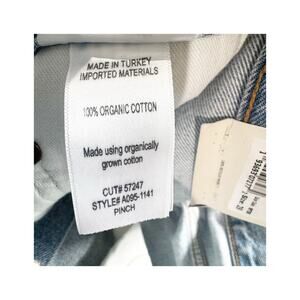 MADE IN TURKEY
IMPORTED MATERIALS
100% ORGANIC COTTON
Made using organically
grown cotton
CUT# 57247
STYLE# A095-1141
PINCH